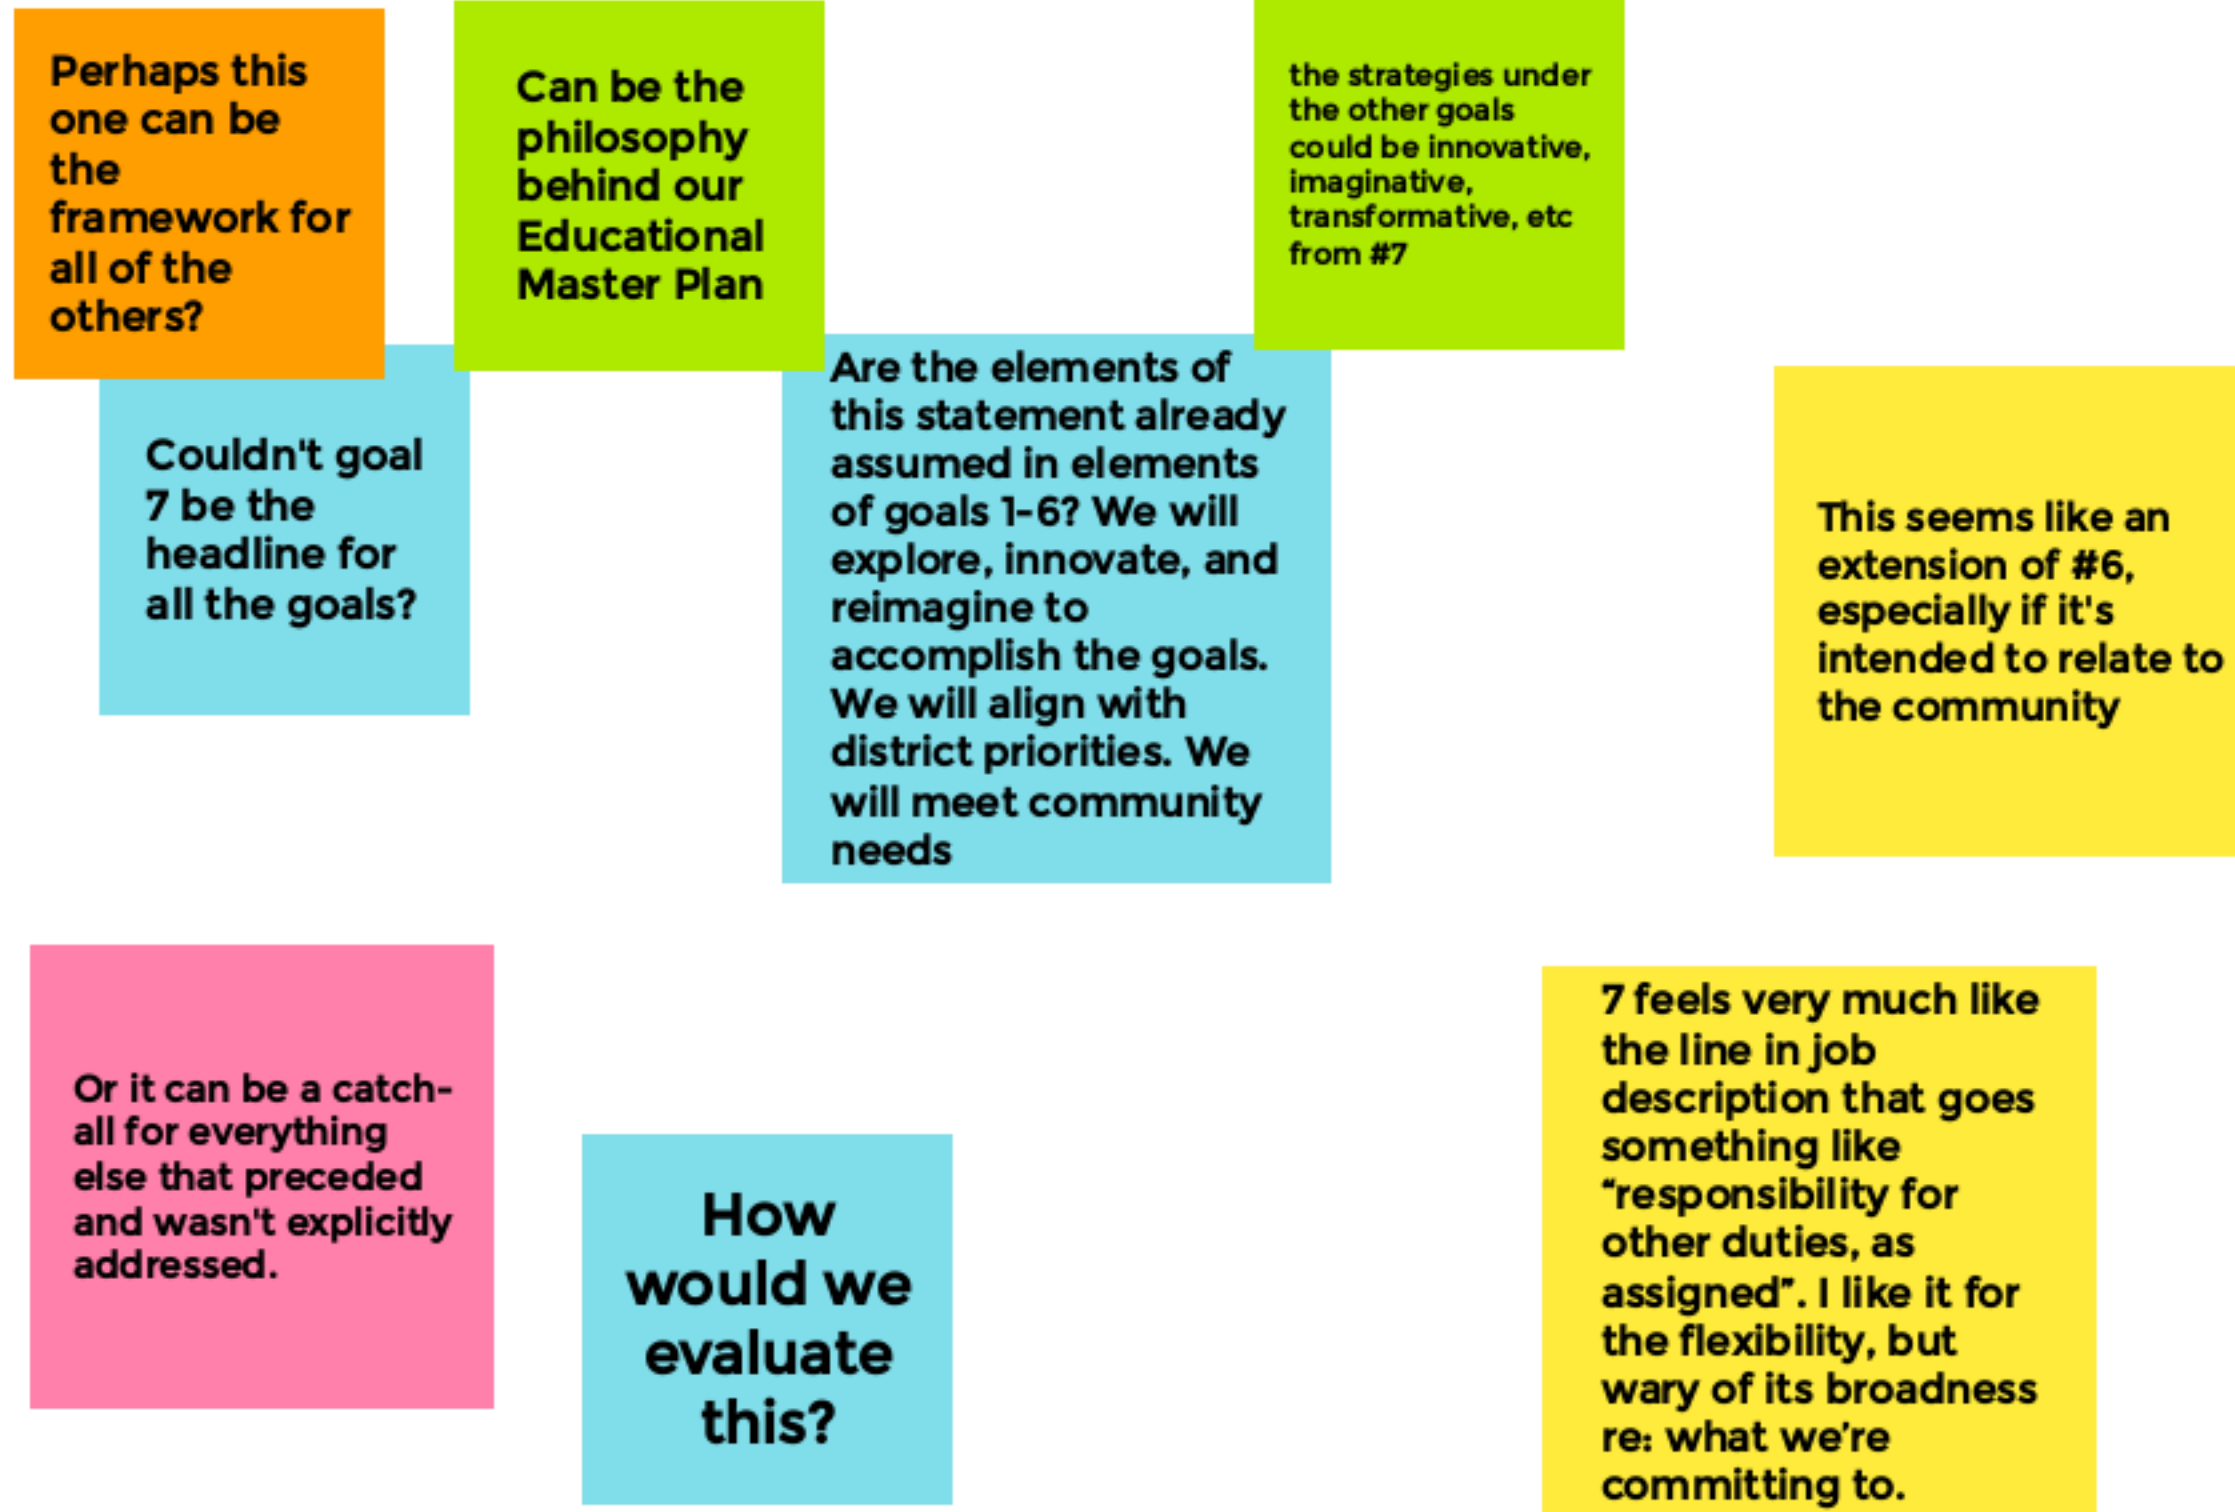 Perhaps this
one can be
the
framework for
all of the
others?
Can be the
philosophy
behind our
Educational
Master Plan
the strategies under
the other goals
could be innovative,
imaginative,
transformative, etc
from #7
Couldn't goal
7 be the
headline for
all the goals?
Are the elements of
this statement already
assumed in elements
of goals 1-6? We will
explore, innovate, and
reimagine to
accomplish the goals.
We will align with
district priorities. We
will meet community
needs
This seems like an
extension of #6,
especially if it's
intended to relate to
the community
Or it can be a catch-
all for everything
else that preceded
and wasn't explicitly
addressed.
How
would we
evaluate
this?
7 feels very much like
the line in job
description that goes
something like
“responsibility for
other duties, as
assigned”. I like it for
the flexibility, but
wary of its broadness
re: what we’re
committing to.